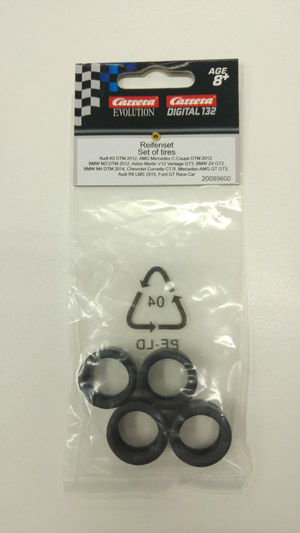 AGE
8+
Carrera Carrera
EVOLUTION DIGITAL 132
Reifenset
Set of tires
Audi A5 DTM 2012, AMG Mercedes C-Coupe DTM 2012,
BMW M3 DTM 2012, Aston Martin V12 Vantage GT3, BMW Z4 GT3,
BMW M4 DTM 2014, Chevrolet Corvette C7.R, Mercedes-AMG GT GT3,
Audi R8 LMS 2015, Ford GT Race Car
20089800
04
PE-LD